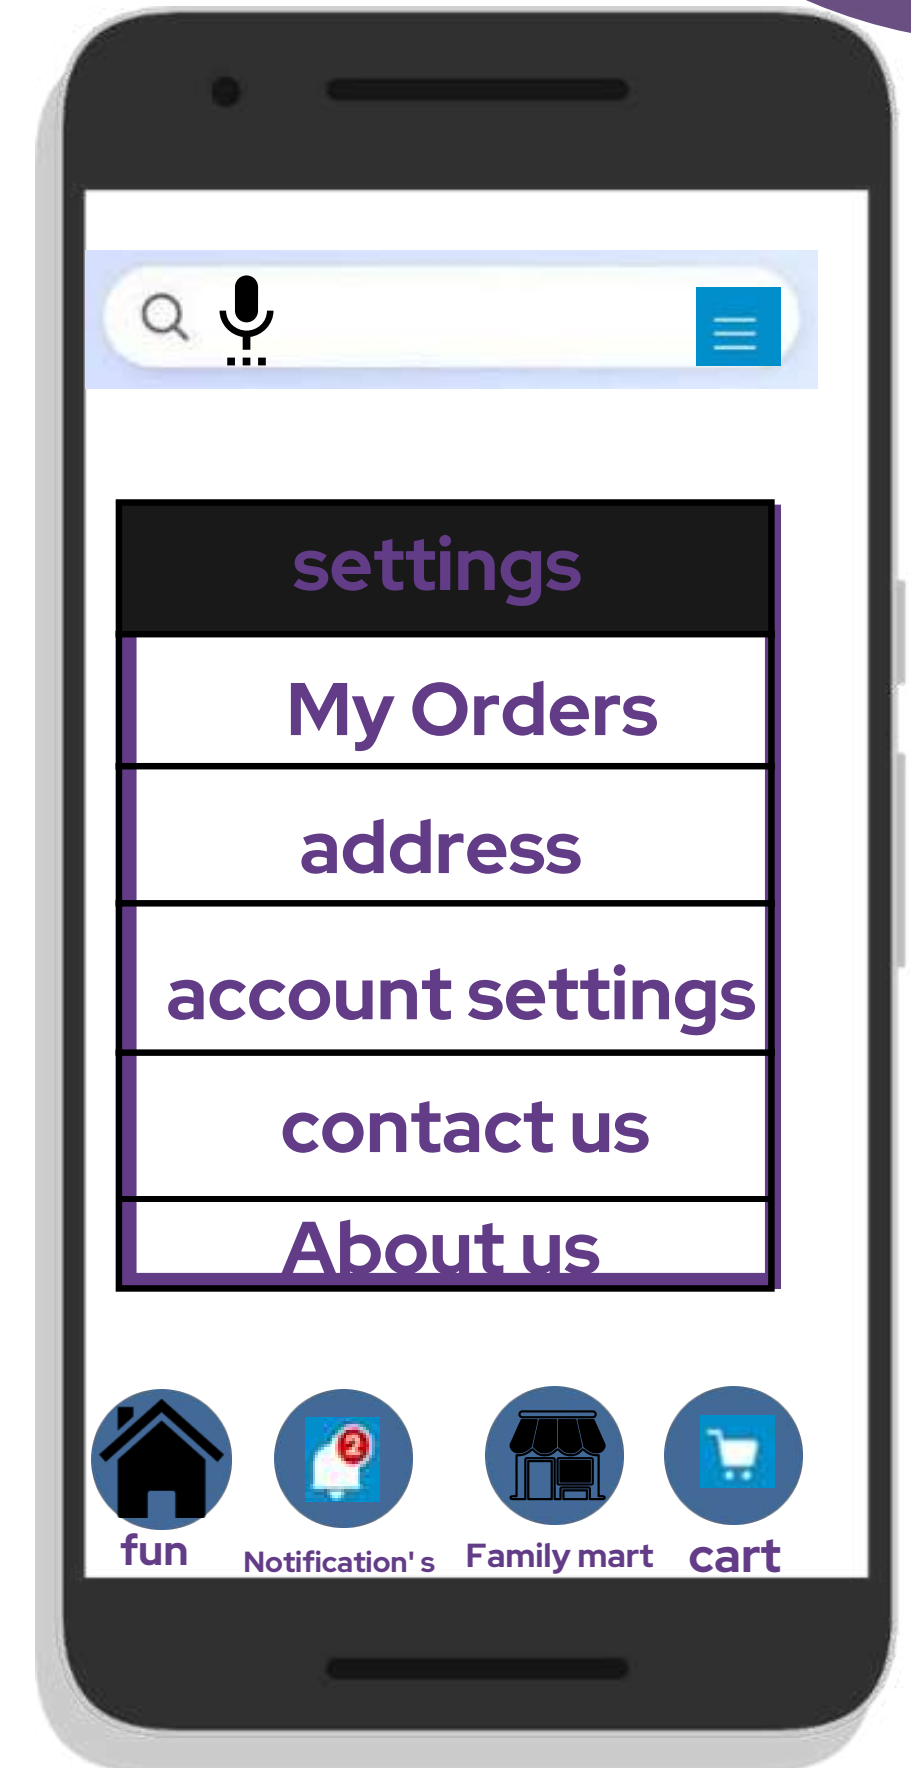 settings
My Orders
address
account settings
contact us
About us
2
fun
Notification' s
Family mart
cart